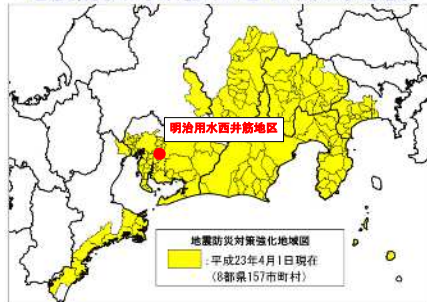 明治用水西井筋地区
地震防災対策強化地域図
：平成23年4月1日現在
（8都県157市町村）